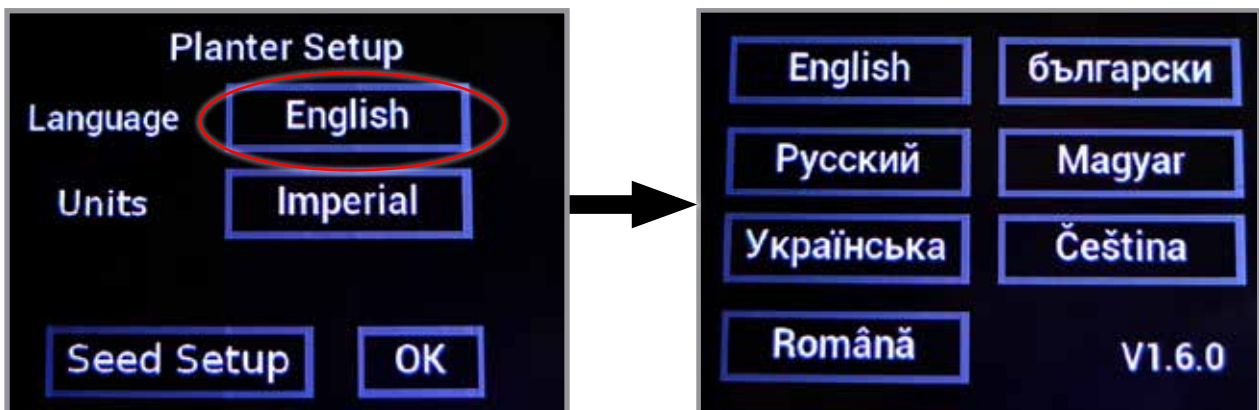 Planter Setup
Language English
Units Imperial
Seed Setup OK
English български
Русский Magyar
Українська Čeština
Română V1.6.0